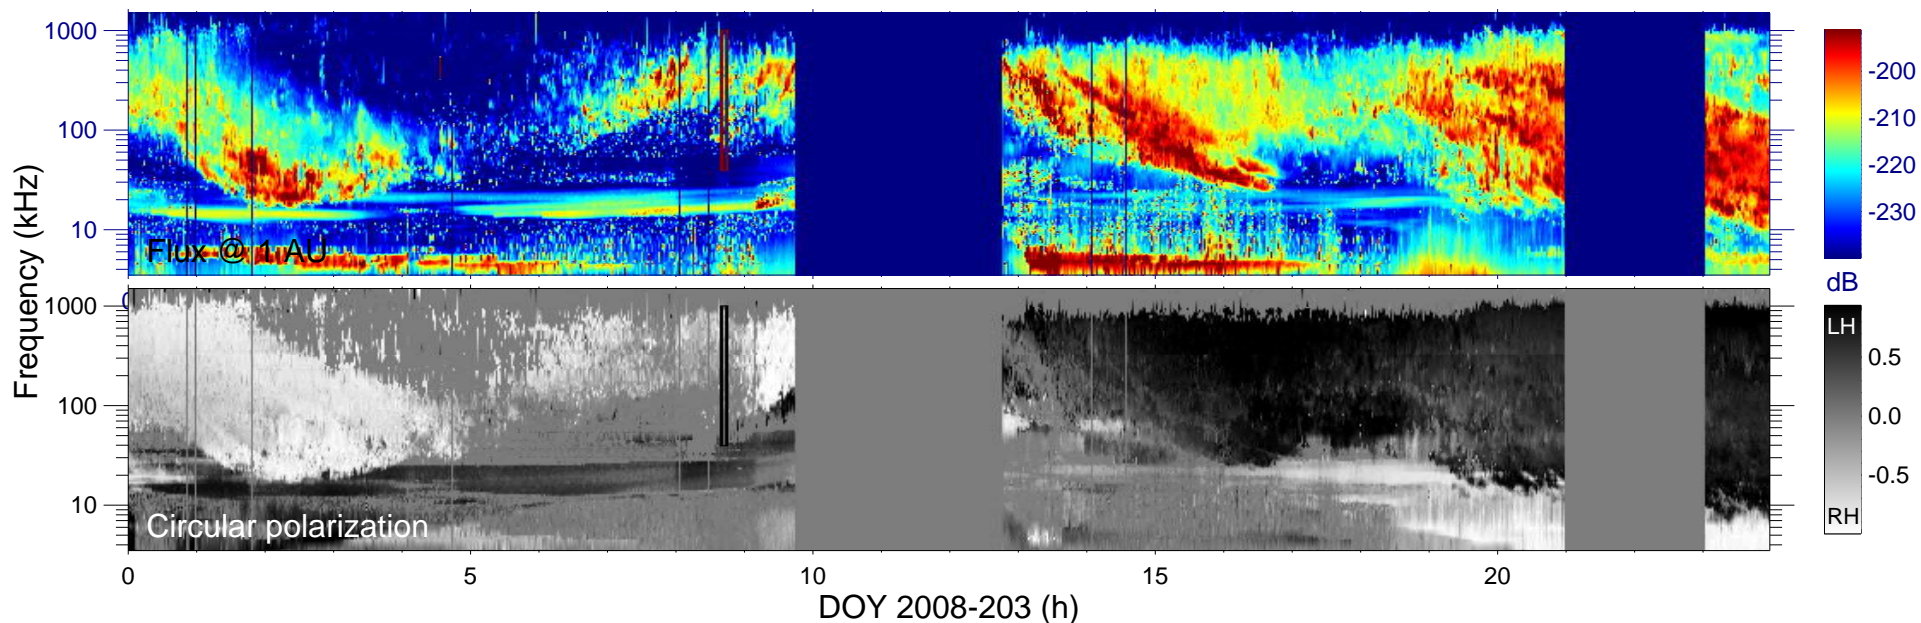 1000
100
10
Flux @ 1 AU
-200
-210
-220
-230
dB
Frequency (kHz)
0
1000
100
10
Circular polarization
LH
0.5
0.0
-0.5
RH
0 5 10 15 20
DOY 2008-203 (h)